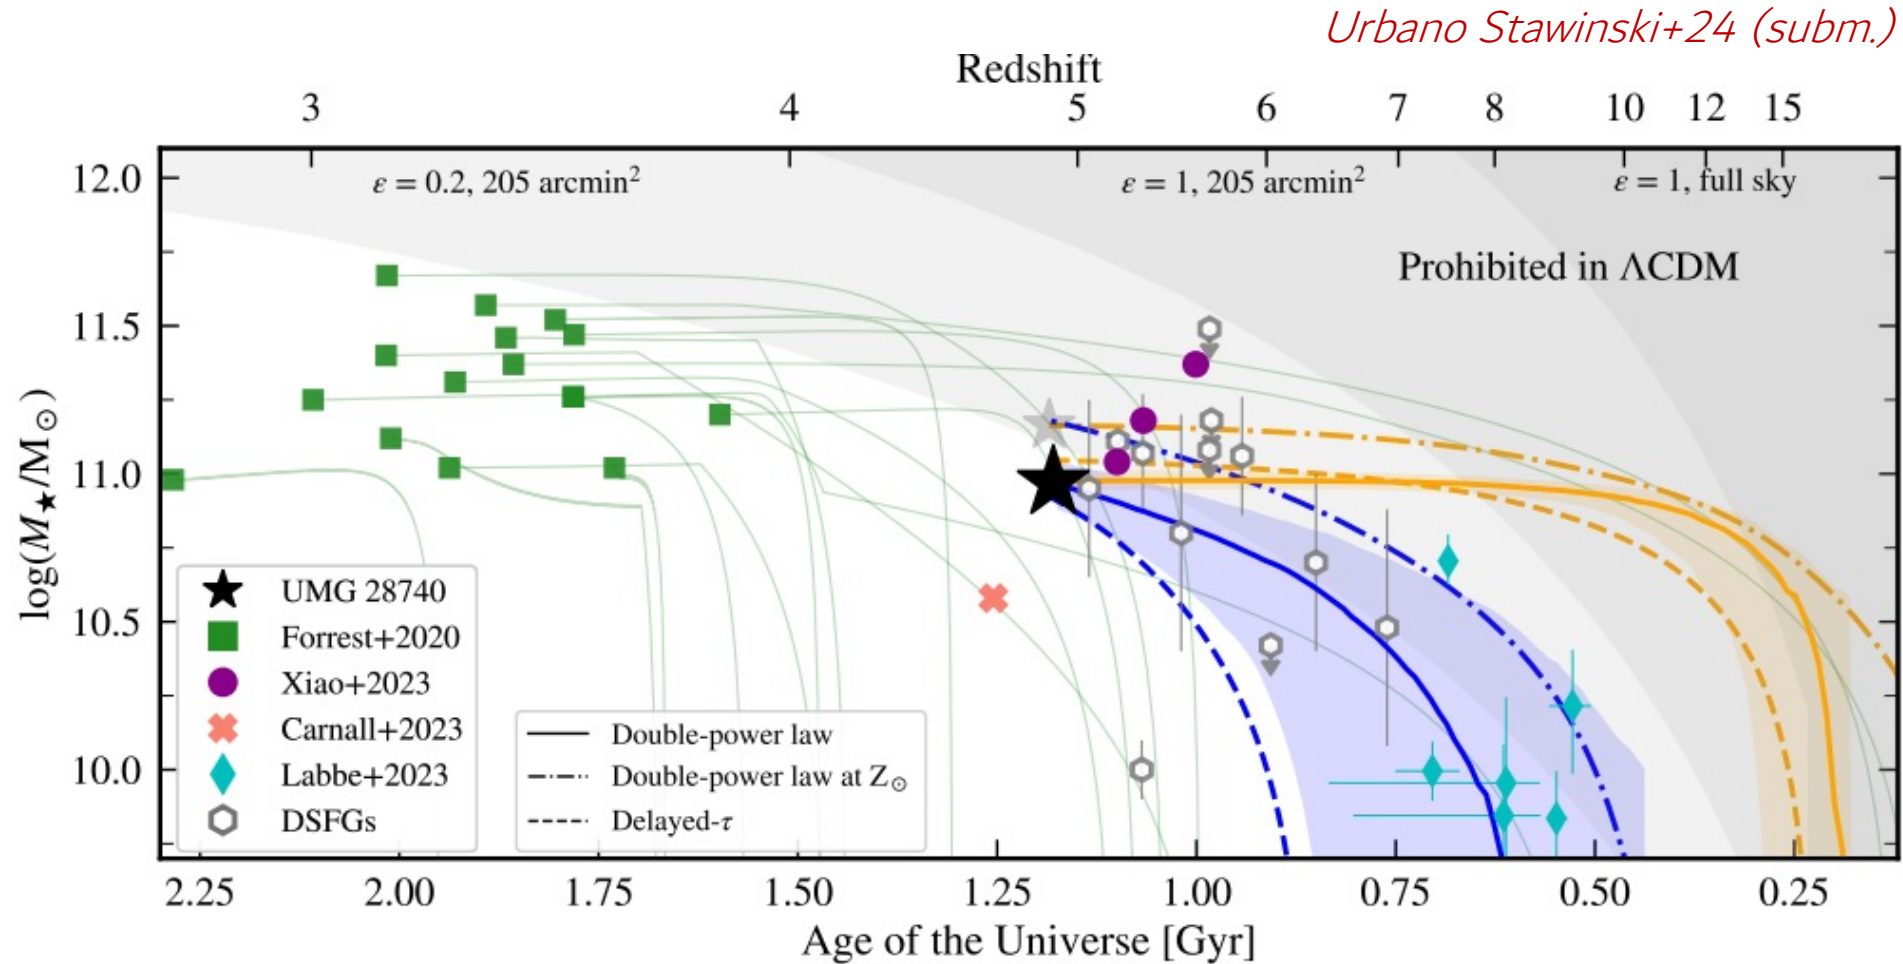 Urbano Stawinski+24 (subm.)
Redshift
3 4 5 6 7 8 10 12 15
ε = 0.2, 205 arcmin²
ε = 1, 205 arcmin²
ε = 1, full sky
Prohibited in ΛCDM
12.0
11.5
11.0
10.5
10.0
log(M★/M⊙)
UMG 28740
Forrest+2020
Xiao+2023
Carnall+2023
Labbe+2023
DSFGs
Double-power law
Double-power law at Z⊙
Delayed-τ
2.25 2.00 1.75 1.50 1.25 1.00 0.75 0.50 0.25
Age of the Universe [Gyr]